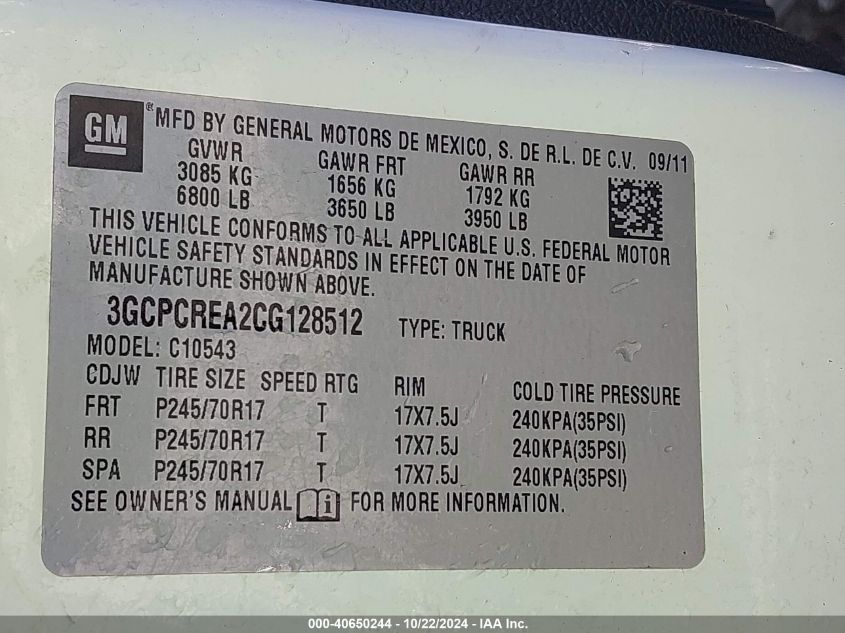 GM ® MFD BY GENERAL MOTORS DE MEXICO, S. DE R.L. DE C.V. 09/11
GVWR GAWR FRT GAWR RR
3085 KG 1656 KG 1792 KG
6800 LB 3650 LB 3950 LB
THIS VEHICLE CONFORMS TO ALL APPLICABLE U.S. FEDERAL MOTOR
VEHICLE SAFETY STANDARDS IN EFFECT ON THE DATE OF
MANUFACTURE SHOWN ABOVE.
3GCPCREA2CG128512 TYPE: TRUCK
MODEL: C10543
CDJW TIRE SIZE SPEED RTG RIM COLD TIRE PRESSURE
FRT P245/70R17 T 17X7.5J 240KPA(35PSI)
RR P245/70R17 T 17X7.5J 240KPA(35PSI)
SPA P245/70R17 T 17X7.5J 240KPA(35PSI)
SEE OWNER'S MANUAL i FOR MORE INFORMATION.
000-40650244 - 10/22/2024 - IAA Inc.